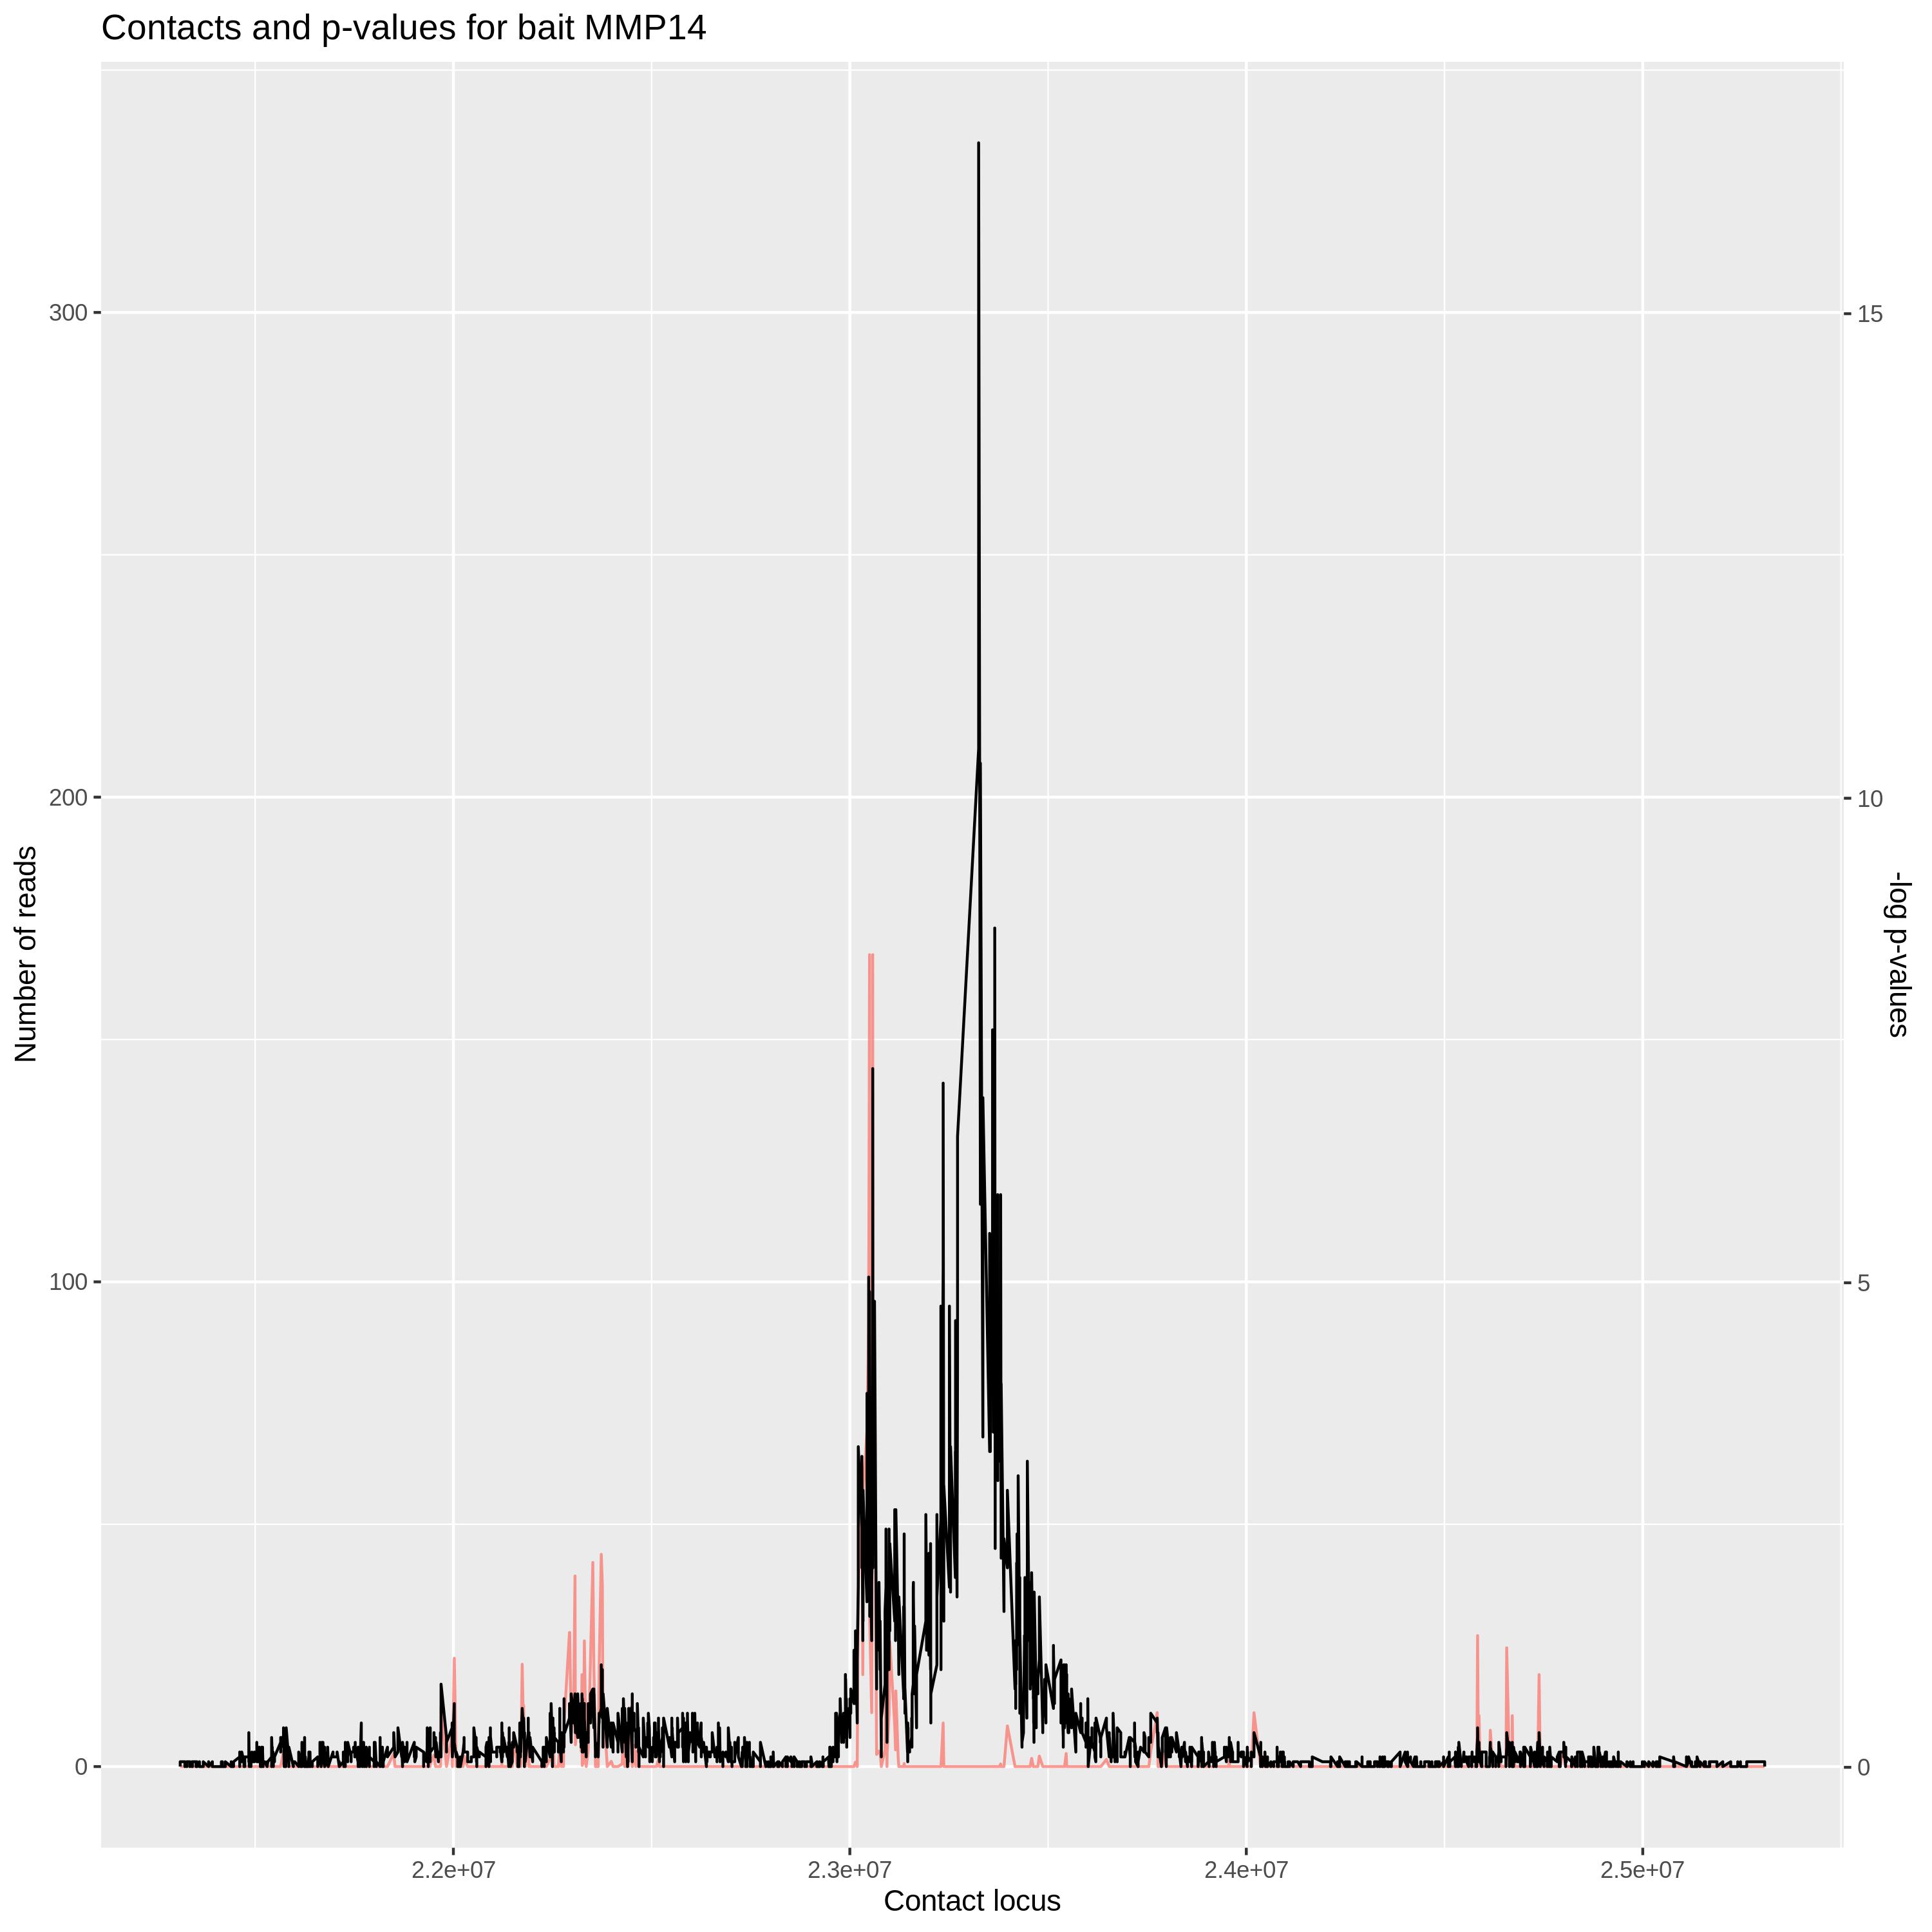 Contacts and p-values for bait MMP14
300
200
100
0
Number of reads
15
10
5
0
-log p-values
2.2e+07 2.3e+07 2.4e+07 2.5e+07
Contact locus